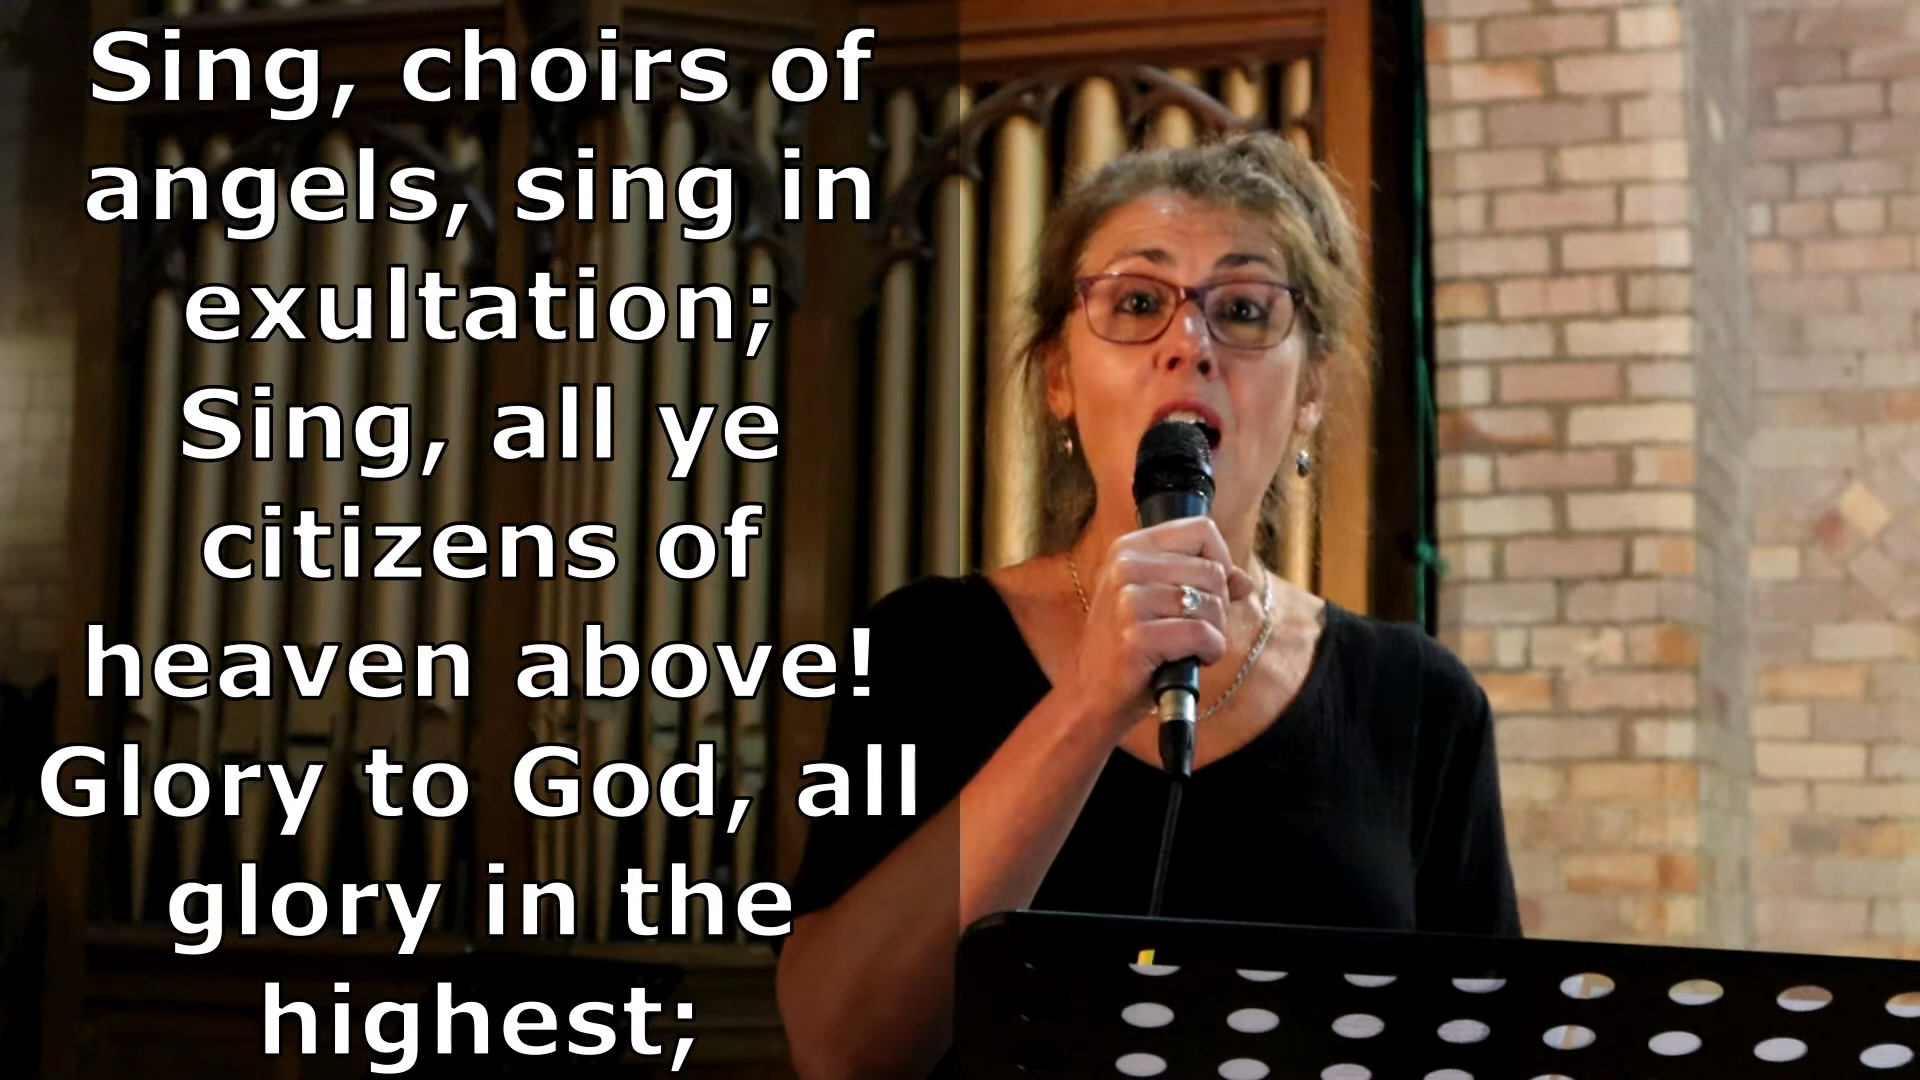 Sing, choirs of
angels, sing in
exultation;
Sing, all ye
citizens of
heaven above!
Glory to God, all
glory in the
highest;